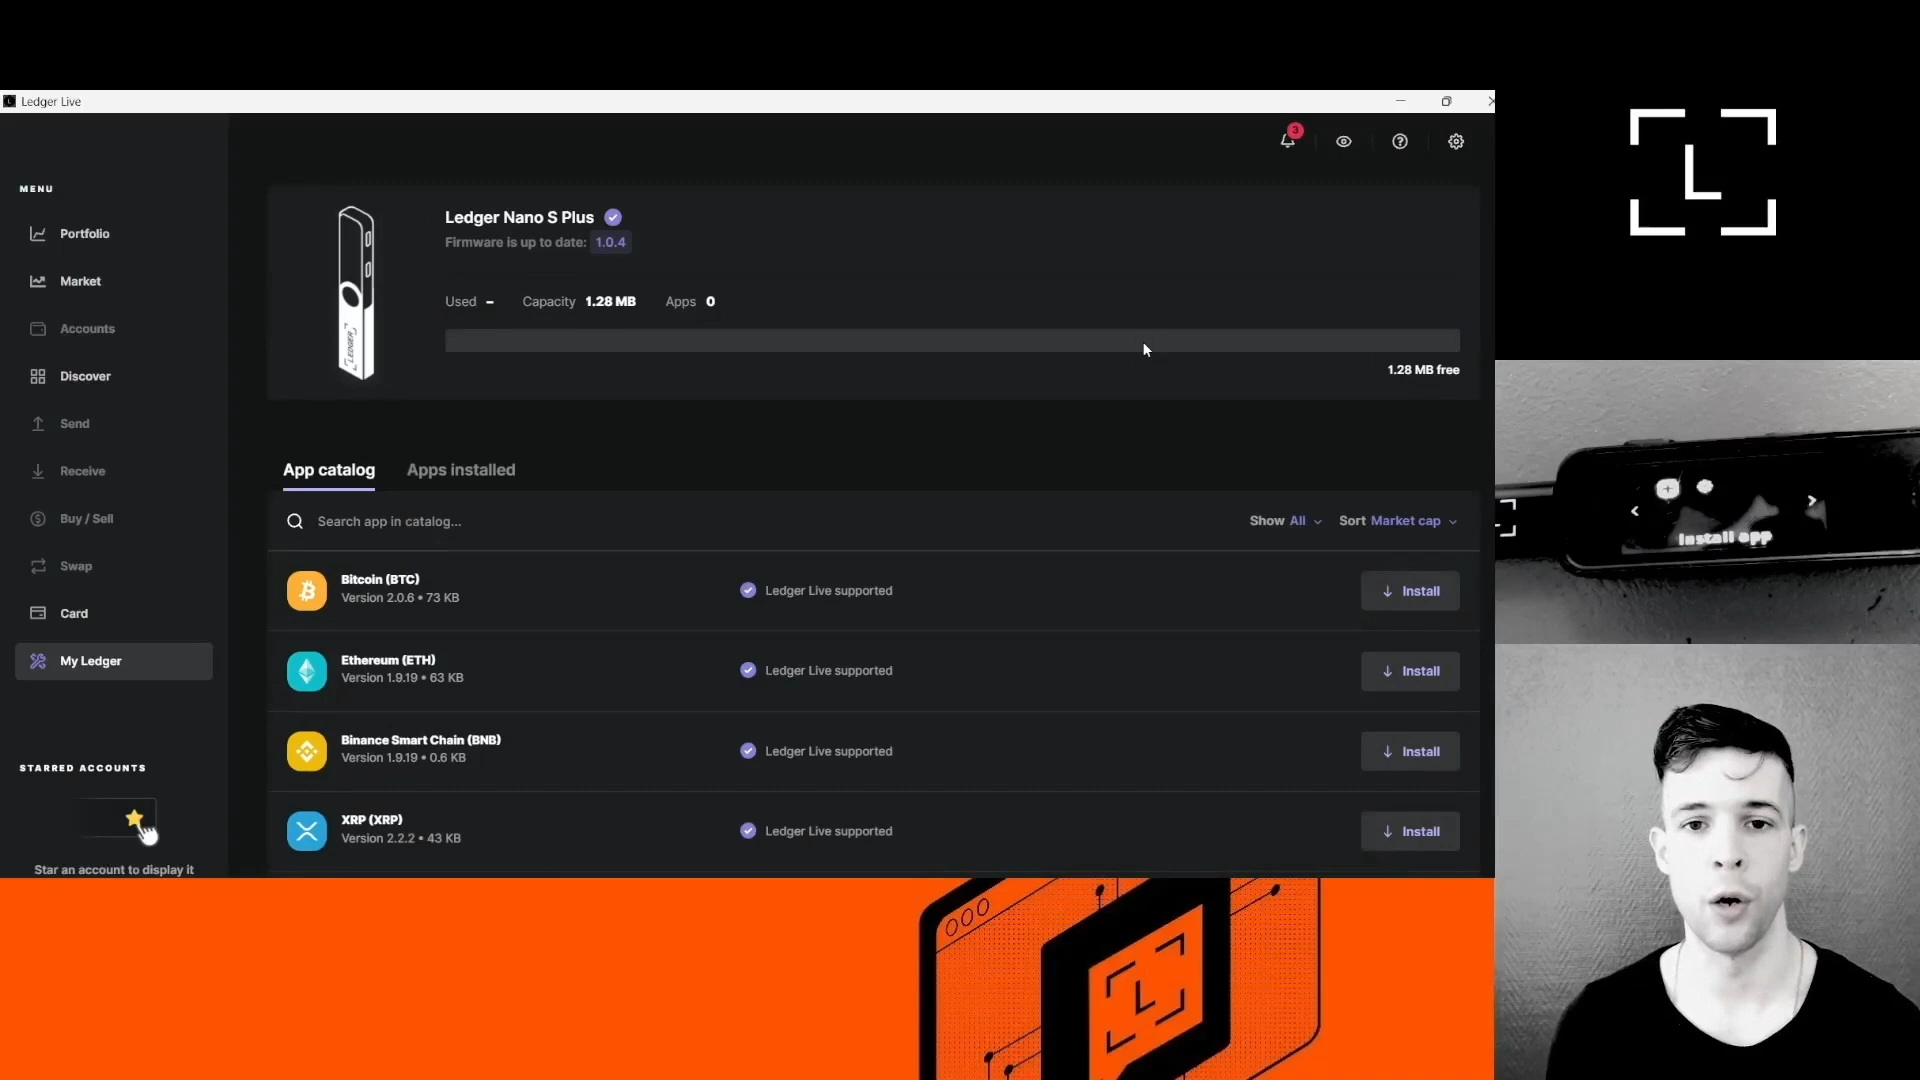 Ledger Live
3
MENU
Portfolio
Market
Accounts
Discover
Send
Receive
Buy / Sell
Swap
Card
My Ledger
STARRED ACCOUNTS
Star an account to display it
Ledger Nano S Plus
Firmware is up to date: 1.0.4
Used – Capacity 1.28 MB Apps 0
1.28 MB free
LEDGER
App catalog Apps installed
Search app in catalog... Show All Sort Market cap
Bitcoin (BTC)
Version 2.0.6 • 73 KB
Ledger Live supported
Install
Ethereum (ETH)
Version 1.9.19 • 63 KB
Ledger Live supported
Install
Binance Smart Chain (BNB)
Version 1.9.19 • 0.6 KB
Ledger Live supported
Install
XRP (XRP)
Version 2.2.2 • 43 KB
Ledger Live supported
Install
L
Install app
L